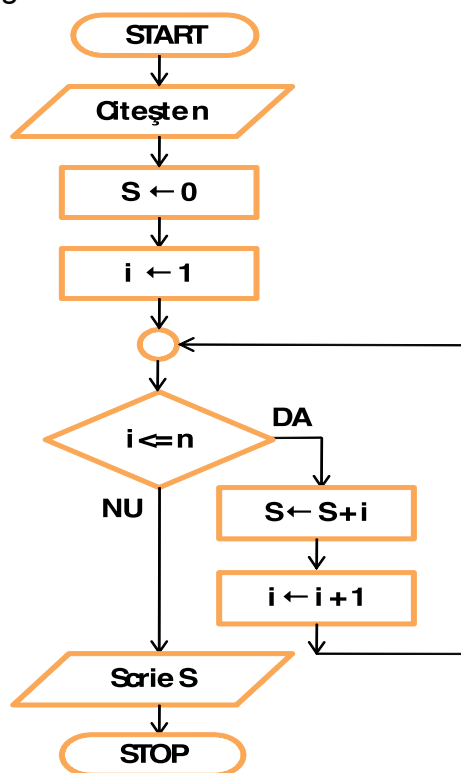 g
START
Citeşte n
S ← 0
i ← 1
i <= n
DA
NU
S ← S + i
i ← i + 1
Scrie S
STOP